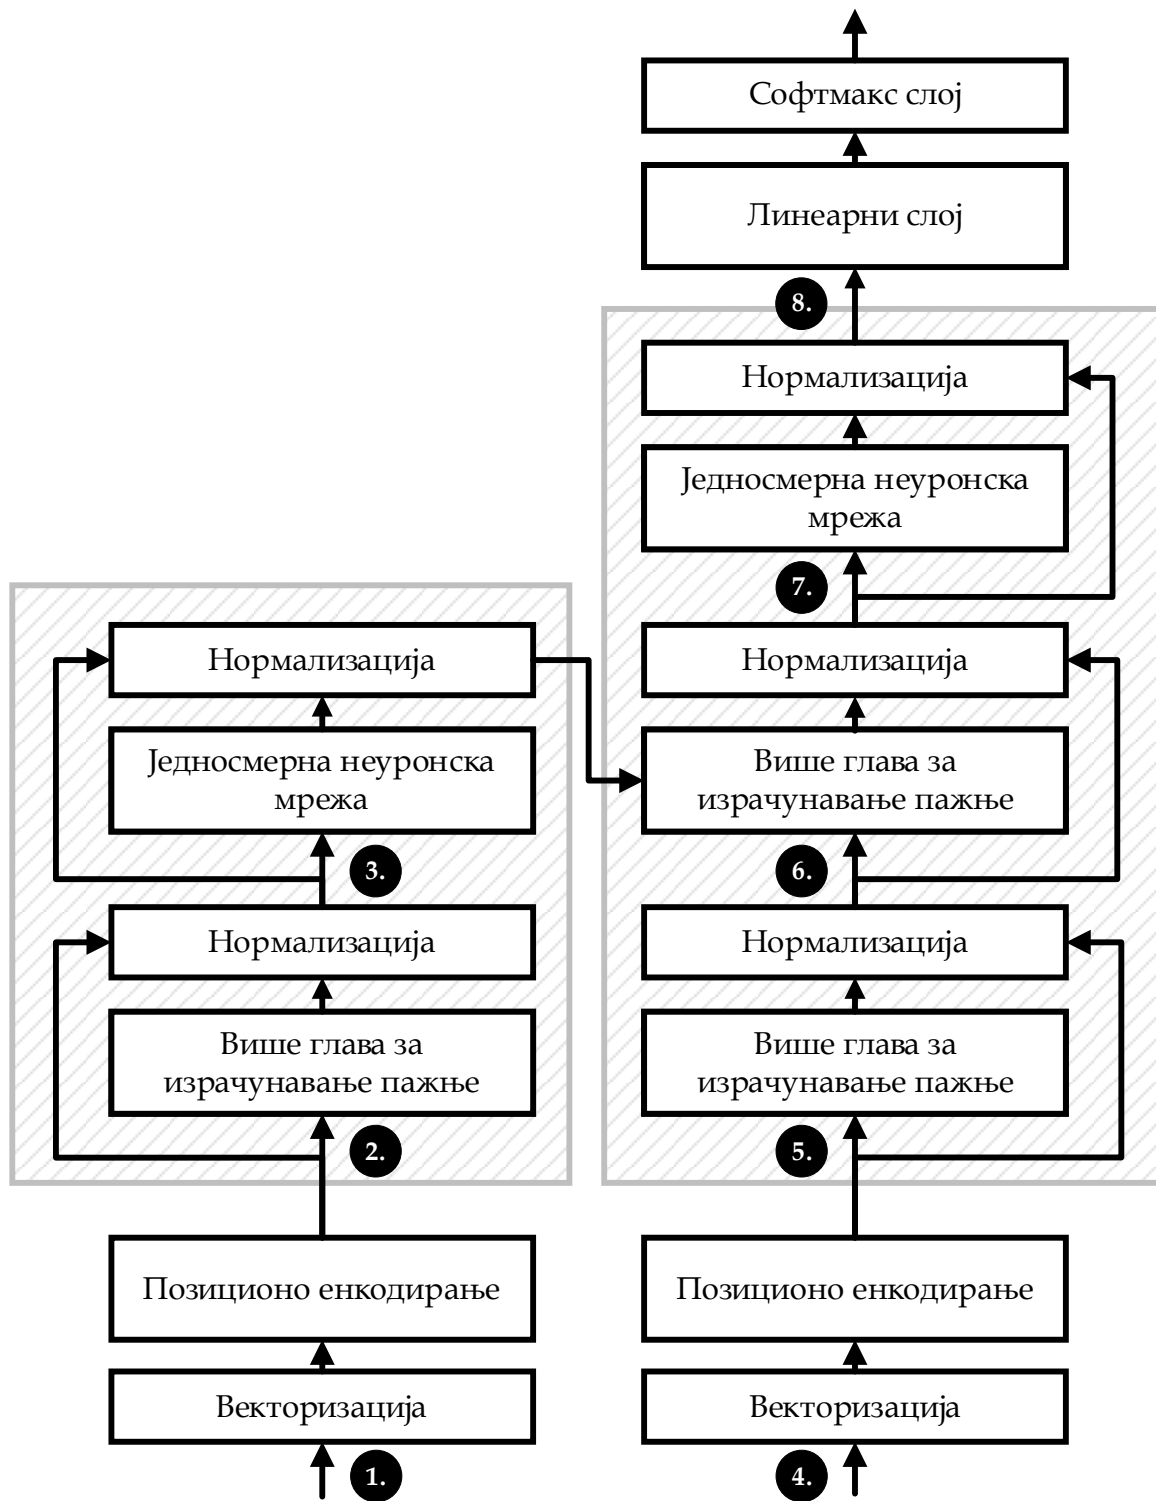 Софтмакс слој
Линеарни слој
8.
Нормализација
Једносмерна неуронска
мрежа
7.
Нормализација
Више глава за
израчунавање пажње
6.
Нормализација
Више глава за
израчунавање пажње
5.
Позиционо енкодирање
Векторизација
4.
Нормализација
Једносмерна неуронска
мрежа
3.
Нормализација
Више глава за
израчунавање пажње
2.
Позиционо енкодирање
Векторизација
1.